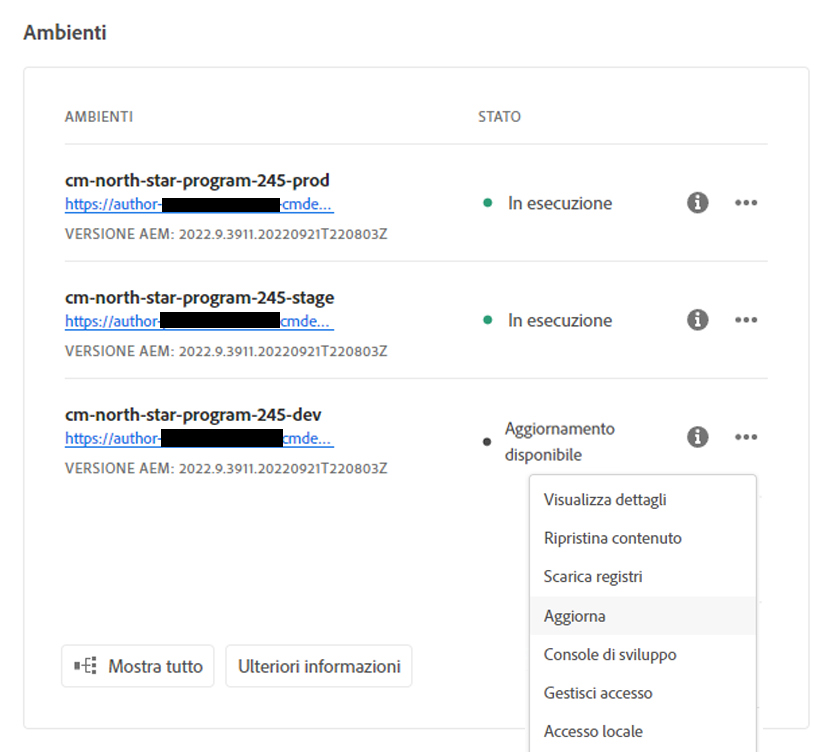 Ambienti
AMBIENTI STATO
cm-north-star-program-245-prod
https://author- -cmde... In esecuzione
VERSIONE AEM: 2022.9.3911.20220921T220803Z
cm-north-star-program-245-stage
https://author- cmde... In esecuzione
VERSIONE AEM: 2022.9.3911.20220921T220803Z
cm-north-star-program-245-dev
Aggiornamento
https://author- cmde...
disponibile
VERSIONE AEM: 2022.9.3911.20220921T220803Z
Visualizza dettagli
Ripristina contenuto
Scarica registri
Aggiorna
Console di sviluppo
Gestisci accesso
Accesso locale
Mostra tutto
Ulteriori informazioni